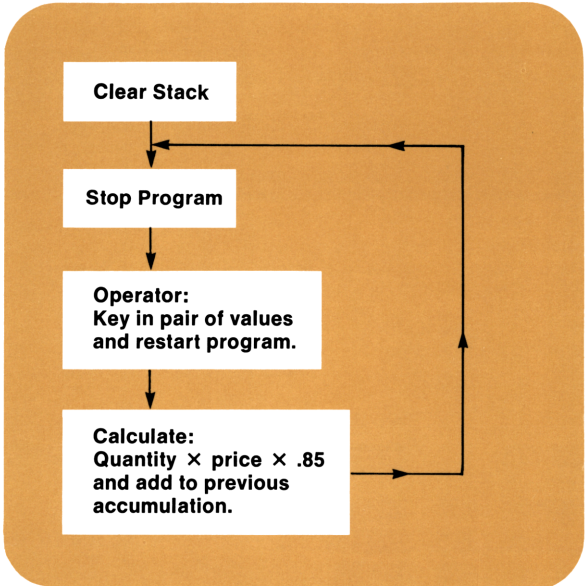 Clear Stack
Stop Program
Operator:
Key in pair of values
and restart program.
Calculate:
Quantity × price × .85
and add to previous
accumulation.